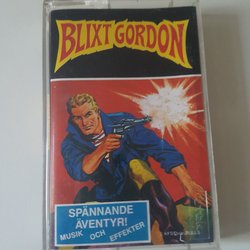 BLIXT GORDON
SPÄNNANDE
ÄVENTYR!
MUSIK OCH EFFEKTER